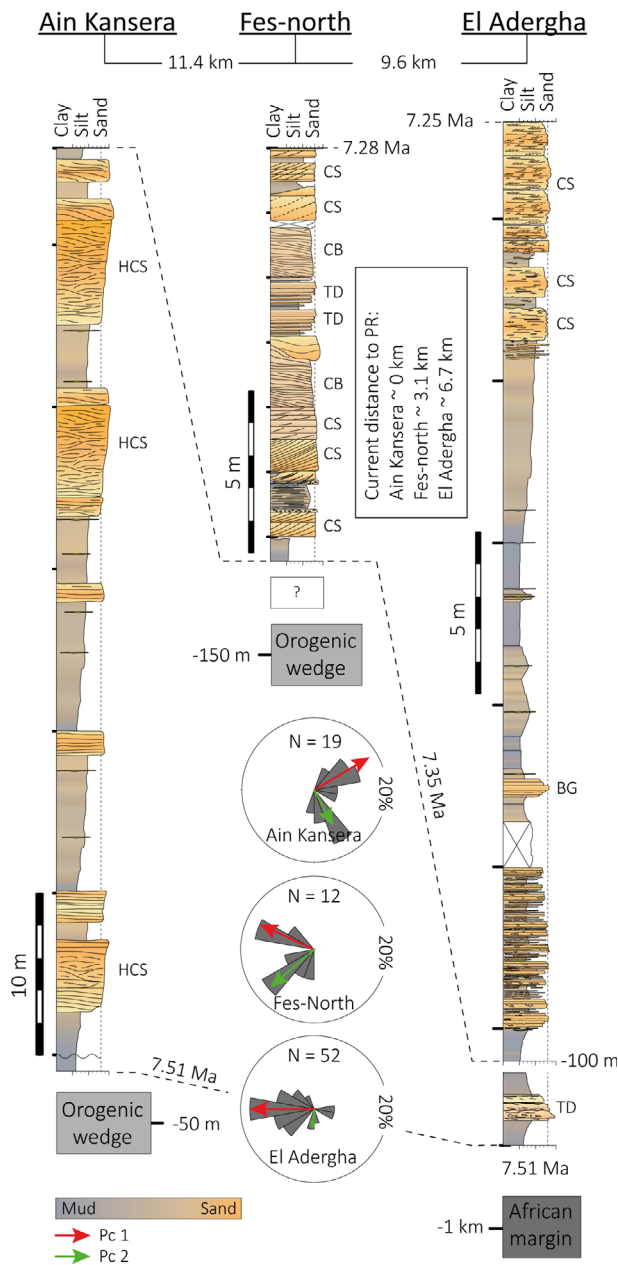 Ain Kansera
Fes-north
El Adergha
11.4 km
9.6 km
Clay
Silt
Sand
Clay
Silt
Sand
Clay
Silt
Sand
7.28 Ma
7.25 Ma
HCS
HCS
HCS
10 m
CS
CS
CB
TD
TD
CB
CS
CS
CS
5 m
?
-150 m
Orogenic
wedge
Current distance to PR:
Ain Kansera ~ 0 km
Fes-north ~ 3.1 km
El Adergha ~ 6.7 km
CS
CS
CS
5 m
BG
7.35 Ma
-100 m
TD
7.51 Ma
N = 19
20%
Ain Kansera
N = 12
20%
Fes-North
N = 52
20%
El Adergha
7.51 Ma
Orogenic
wedge
-50 m
African
margin
-1 km
Mud
Sand
Pc 1
Pc 2